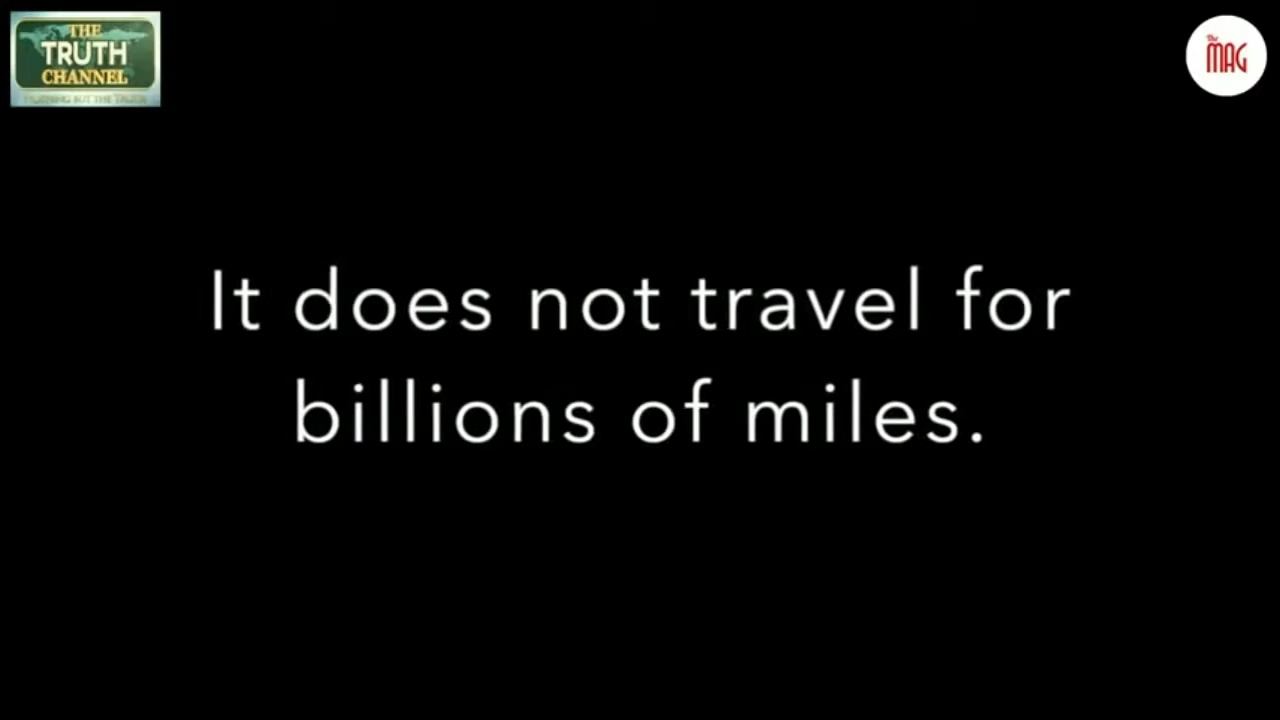 THE
TRUTH
CHANNEL
The
MAG
It does not travel for
billions of miles.